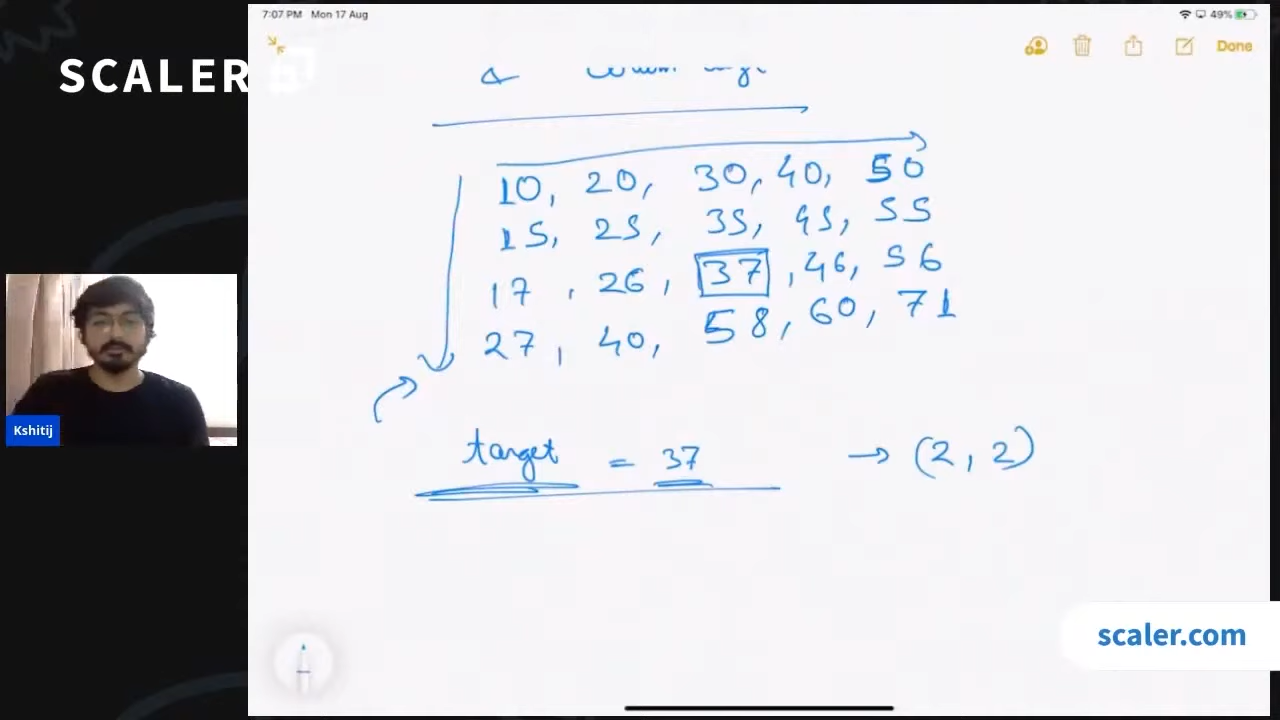 7:07 PM Mon 17 Aug
49%
SCALER
Done
10, 20, 30, 40, 50
15, 25, 35, 45, 55
17, 26, 37, 46, 56
27, 40, 58, 60, 71
Kshitij
target = 37 → (2, 2)
scaler.com